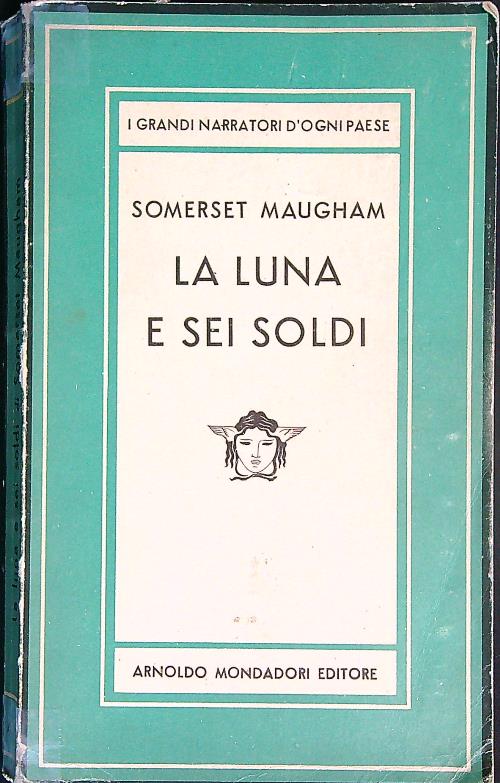 I GRANDI NARRATORI D'OGNI PAESE
SOMERSET MAUGHAM
LA LUNA
E SEI SOLDI
ARNOLDO MONDADORI EDITORE